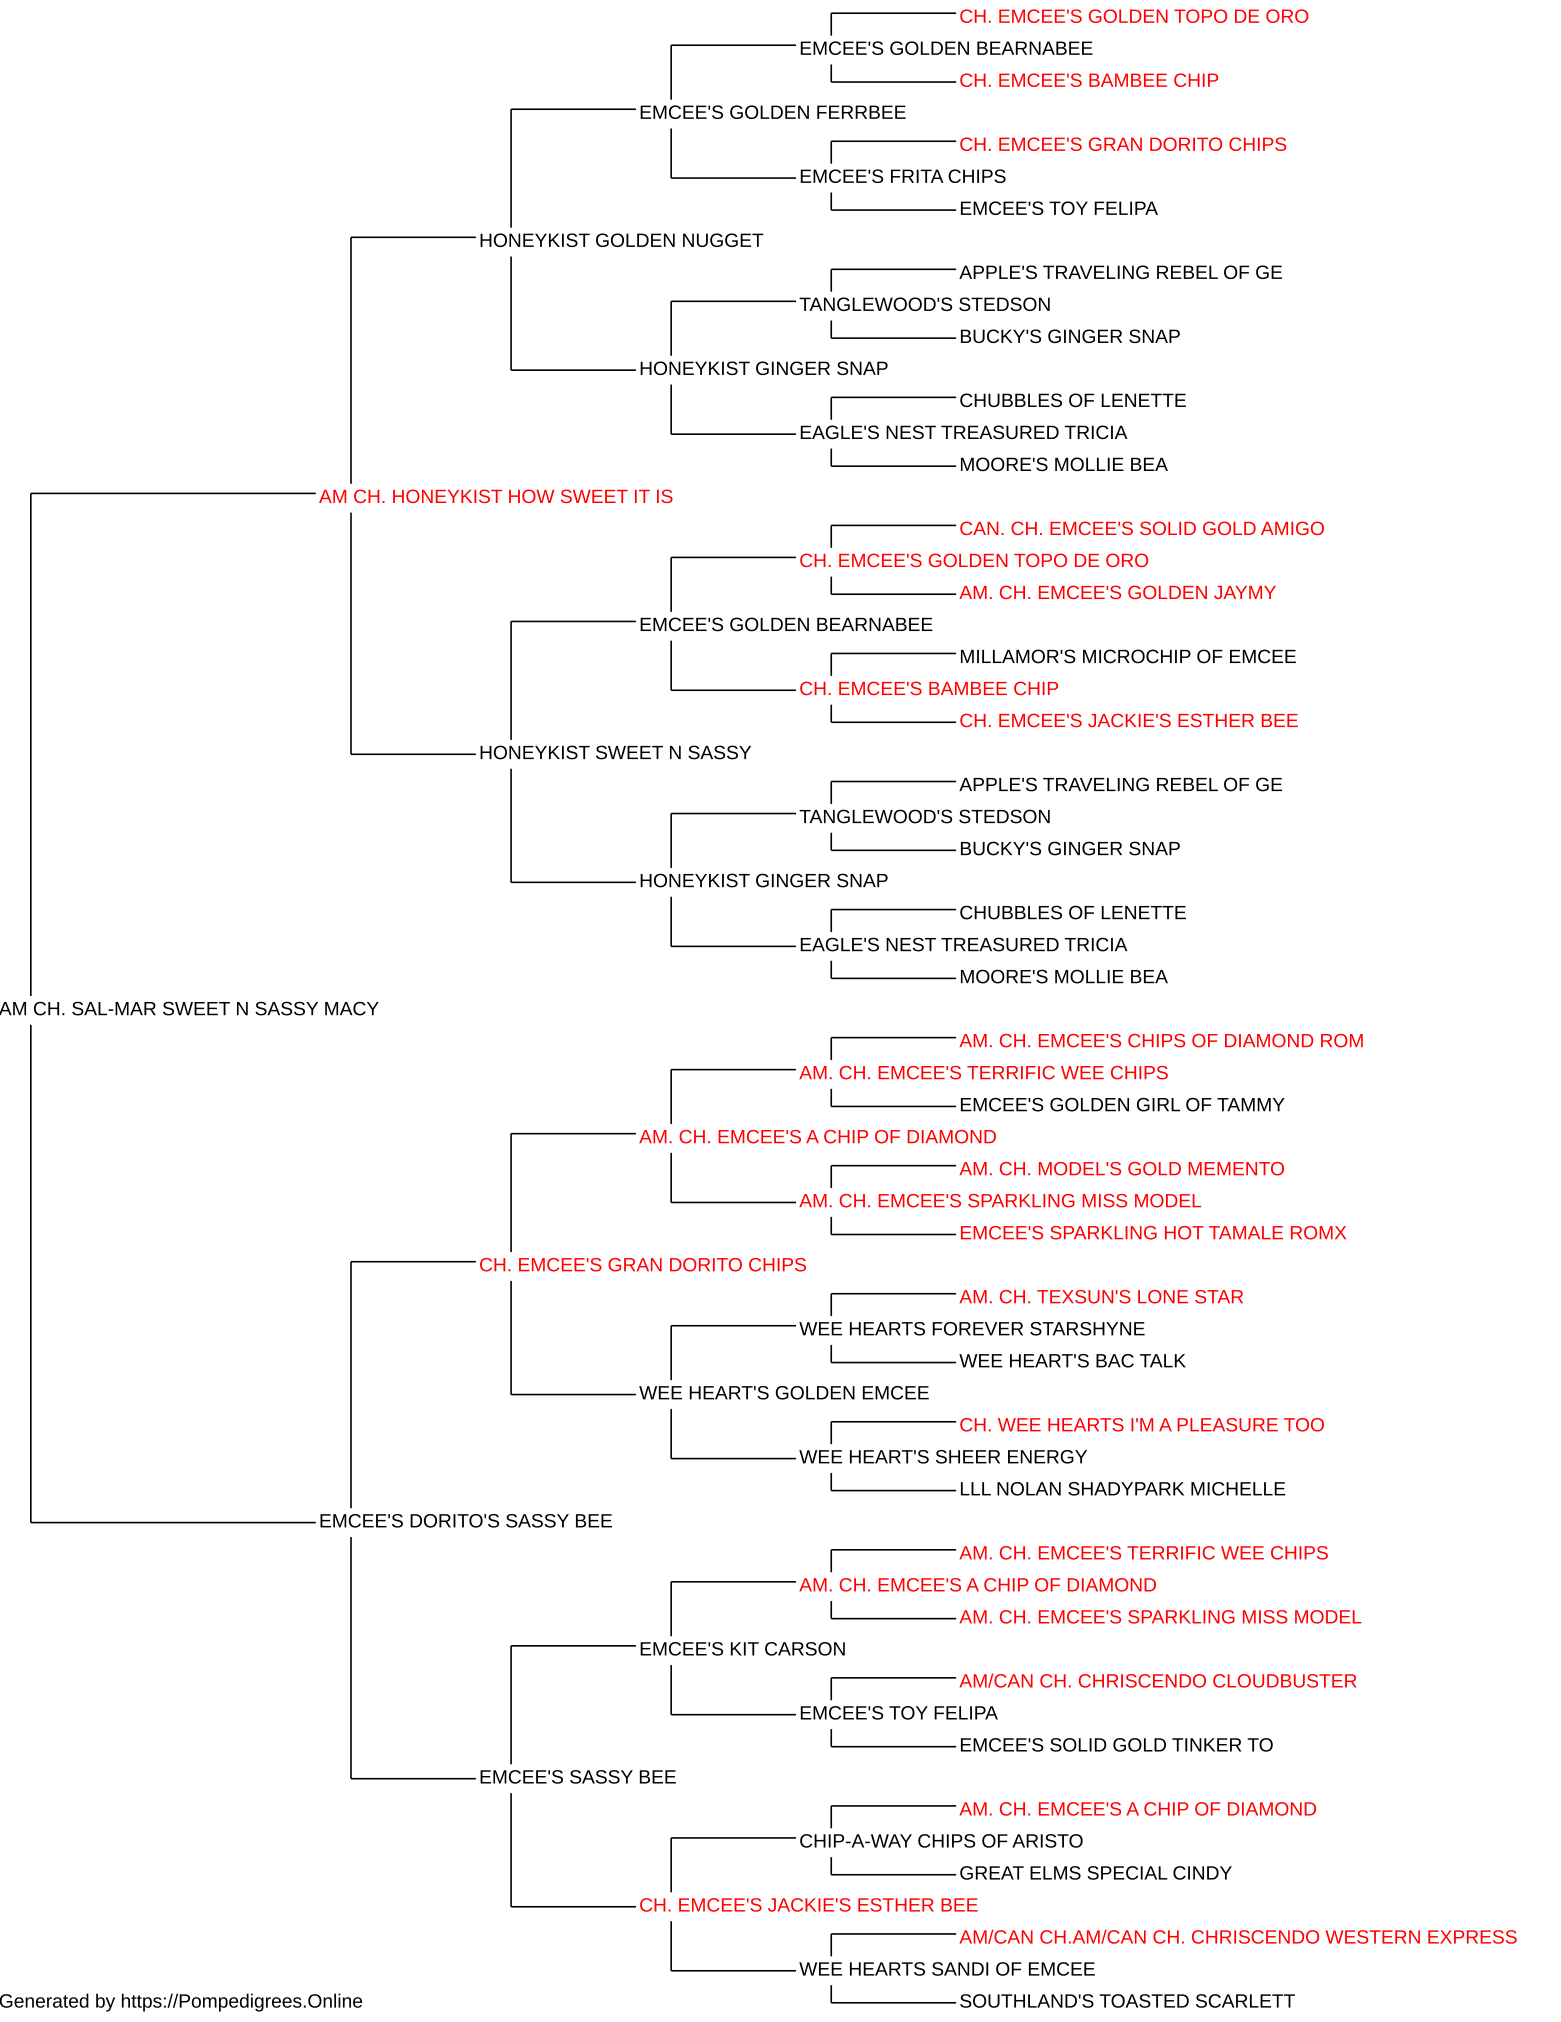 CH. EMCEE'S GOLDEN TOPO DE ORO
EMCEE'S GOLDEN BEARNABEE
CH. EMCEE'S BAMBEE CHIP
EMCEE'S GOLDEN FERRBEE
CH. EMCEE'S GRAN DORITO CHIPS
EMCEE'S FRITA CHIPS
EMCEE'S TOY FELIPA
HONEYKIST GOLDEN NUGGET
APPLE'S TRAVELING REBEL OF GE
TANGLEWOOD'S STEDSON
BUCKY'S GINGER SNAP
HONEYKIST GINGER SNAP
CHUBBLES OF LENETTE
EAGLE'S NEST TREASURED TRICIA
MOORE'S MOLLIE BEA
AM CH. HONEYKIST HOW SWEET IT IS
CAN. CH. EMCEE'S SOLID GOLD AMIGO
CH. EMCEE'S GOLDEN TOPO DE ORO
AM. CH. EMCEE'S GOLDEN JAYMY
EMCEE'S GOLDEN BEARNABEE
MILLAMOR'S MICROCHIP OF EMCEE
CH. EMCEE'S BAMBEE CHIP
CH. EMCEE'S JACKIE'S ESTHER BEE
HONEYKIST SWEET N SASSY
APPLE'S TRAVELING REBEL OF GE
TANGLEWOOD'S STEDSON
BUCKY'S GINGER SNAP
HONEYKIST GINGER SNAP
CHUBBLES OF LENETTE
EAGLE'S NEST TREASURED TRICIA
MOORE'S MOLLIE BEA
AM CH. SAL-MAR SWEET N SASSY MACY
AM. CH. EMCEE'S CHIPS OF DIAMOND ROM
AM. CH. EMCEE'S TERRIFIC WEE CHIPS
EMCEE'S GOLDEN GIRL OF TAMMY
AM. CH. EMCEE'S A CHIP OF DIAMOND
AM. CH. MODEL'S GOLD MEMENTO
AM. CH. EMCEE'S SPARKLING MISS MODEL
EMCEE'S SPARKLING HOT TAMALE ROMX
CH. EMCEE'S GRAN DORITO CHIPS
AM. CH. TEXSUN'S LONE STAR
WEE HEARTS FOREVER STARSHYNE
WEE HEART'S BAC TALK
WEE HEART'S GOLDEN EMCEE
CH. WEE HEARTS I'M A PLEASURE TOO
WEE HEART'S SHEER ENERGY
LLL NOLAN SHADYPARK MICHELLE
EMCEE'S DORITO'S SASSY BEE
AM. CH. EMCEE'S TERRIFIC WEE CHIPS
AM. CH. EMCEE'S A CHIP OF DIAMOND
AM. CH. EMCEE'S SPARKLING MISS MODEL
EMCEE'S KIT CARSON
AM/CAN CH. CHRISCENDO CLOUDBUSTER
EMCEE'S TOY FELIPA
EMCEE'S SOLID GOLD TINKER TO
EMCEE'S SASSY BEE
AM. CH. EMCEE'S A CHIP OF DIAMOND
CHIP-A-WAY CHIPS OF ARISTO
GREAT ELMS SPECIAL CINDY
CH. EMCEE'S JACKIE'S ESTHER BEE
AM/CAN CH.AM/CAN CH. CHRISCENDO WESTERN EXPRESS
WEE HEARTS SANDI OF EMCEE
SOUTHLAND'S TOASTED SCARLETT
Generated by https://Pompedigrees.Online